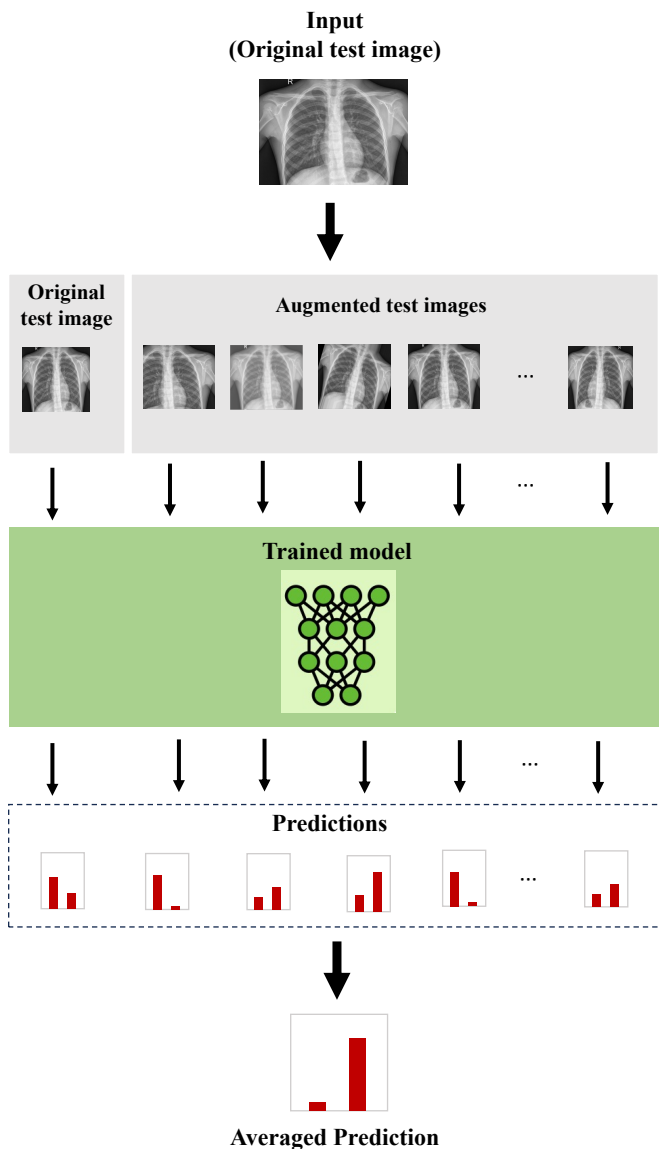 Input
(Original test image)
R
Original
test image
Augmented test images
...
...
Trained model
...
Predictions
...
Averaged Prediction